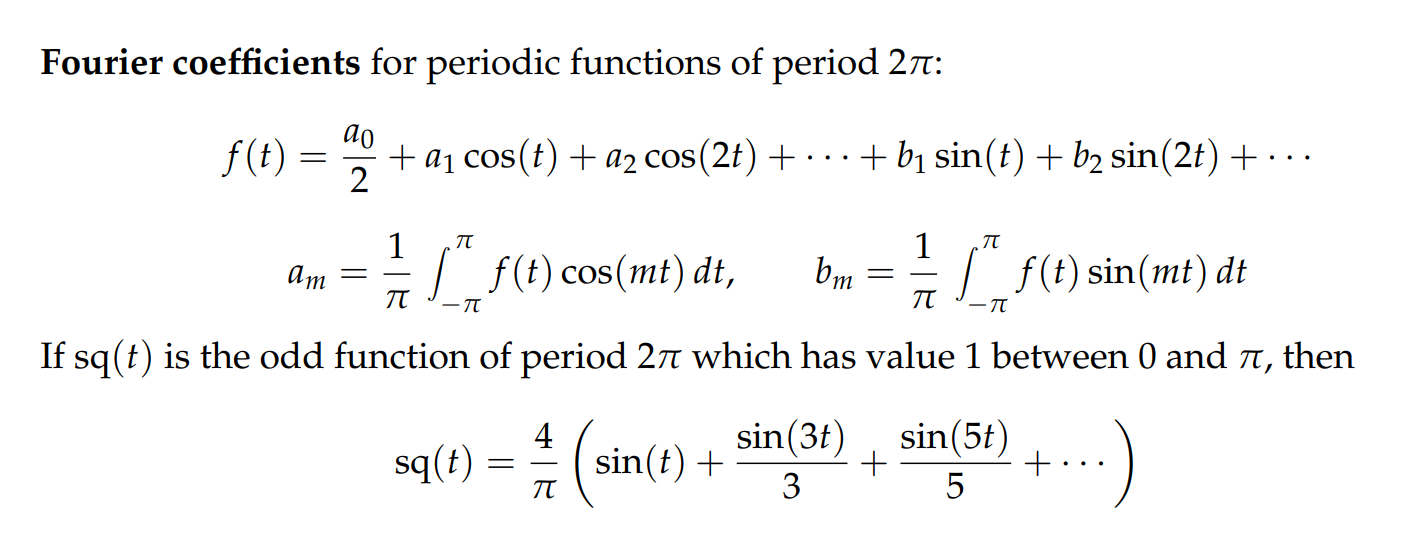 Fourier coefficients for periodic functions of period 2π:
f(t) = a₀/2 + a₁ cos(t) + a₂ cos(2t) + · · · + b₁ sin(t) + b₂ sin(2t) + · · ·
aₘ = 1/π ∫_{−π}^{π} f(t) cos(mt) dt, bₘ = 1/π ∫_{−π}^{π} f(t) sin(mt) dt
If sq(t) is the odd function of period 2π which has value 1 between 0 and π, then
sq(t) = 4/π ( sin(t) + sin(3t)/3 + sin(5t)/5 + · · · )